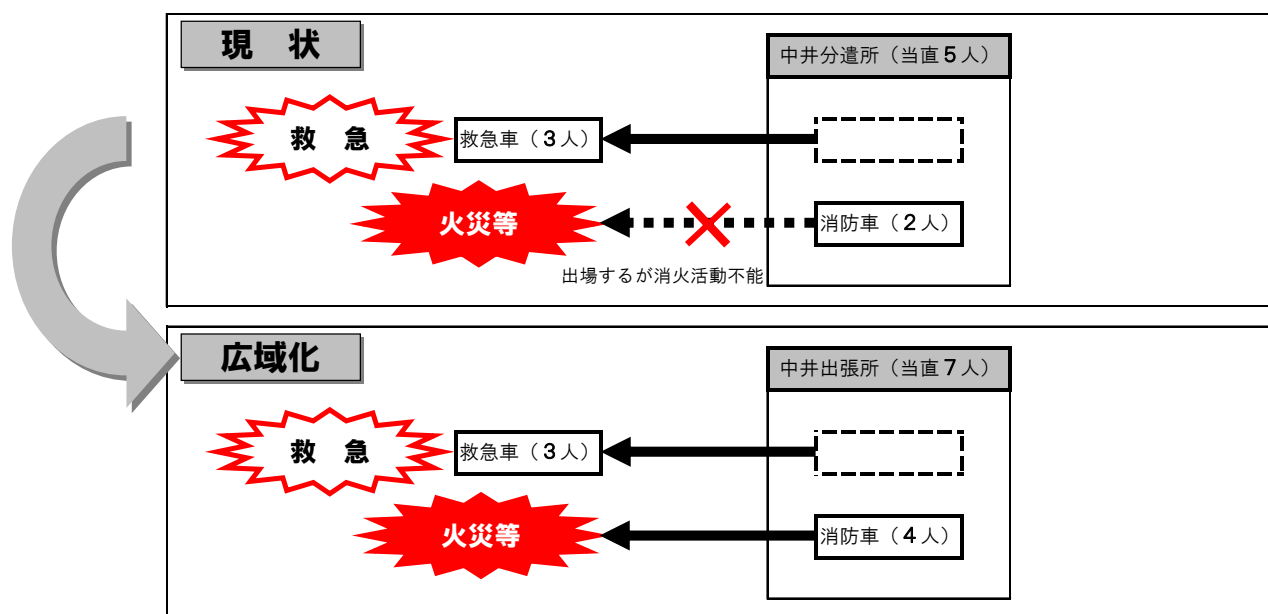 現　状
中井分遣所（当直５人）
救　急
救急車（３人）
火災等
消防車（２人）
出場するが消火活動不能
広域化
中井出張所（当直７人）
救　急
救急車（３人）
火災等
消防車（４人）